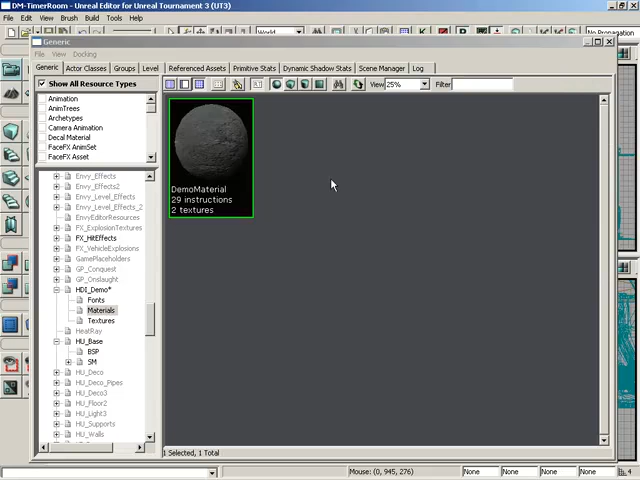 DM-TimerRoom - Unreal Editor for Unreal Tournament 3 (UT3)
File Edit View Brush Build Tools Help
World
No Propagation
Generic
File View Docking
Generic Actor Classes Groups Level Referenced Assets Primitive Stats Dynamic Shadow Stats Scene Manager Log
Show All Resource Types
View 25% Filter
Animation
AnimTrees
Archetypes
Camera Animation
Decal Material
FaceFX AnimSet
FaceFX Asset
Envy_Effects
Envy_Effects2
Envy_Level_Effects
Envy_Level_Effects_2
EnvyEditorResources
FX_ExplosionTextures
FX_HitEffects
FX_VehicleExplosions
GamePlaceholders
GP_Conquest
GP_Onslaught
HDI_Demo*
Fonts
Materials
Textures
HeatRay
HU_Base
BSP
SM
HU_Deco
HU_Deco_Pipes
HU_Deco3
HU_Floor2
HU_Light3
HU_Supports
HU_Walls
DemoMaterial
29 instructions
2 textures
1 Selected, 1 Total
Mouse: (0, 945, 276)
None
None
None
None
4